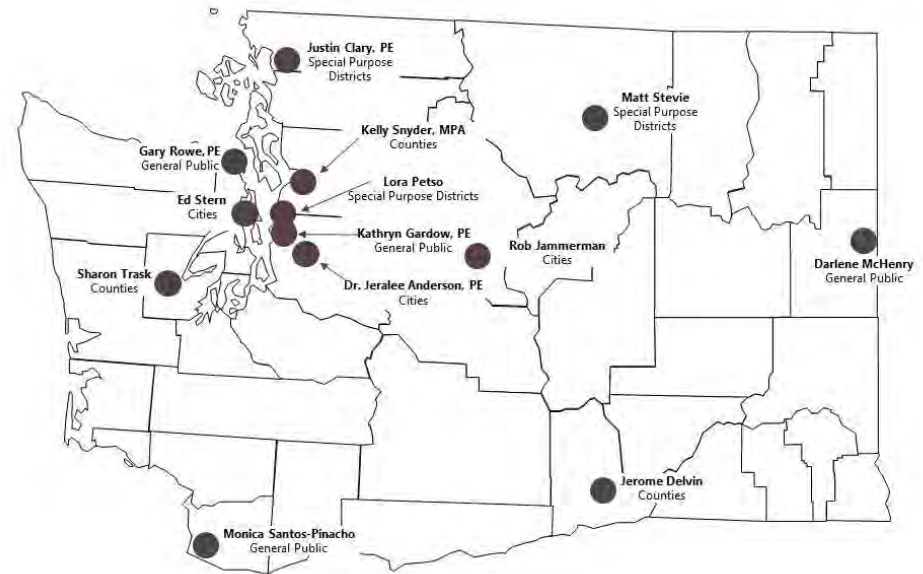 Justin Clary, PE
Special Purpose
Districts
Matt Stevie
Special Purpose
Districts
Kelly Snyder, MPA
Counties
Gary Rowe, PE
General Public
Lora Petso
Special Purpose Districts
Ed Stern
Cities
Kathryn Gardow, PE
General Public
Rob Jammerman
Cities
Darlene McHenry
General Public
Sharon Trask
Counties
Dr. Jeralee Anderson, PE
Cities
Jerome Delvin
Counties
Monica Santos-Pinacho
General Public